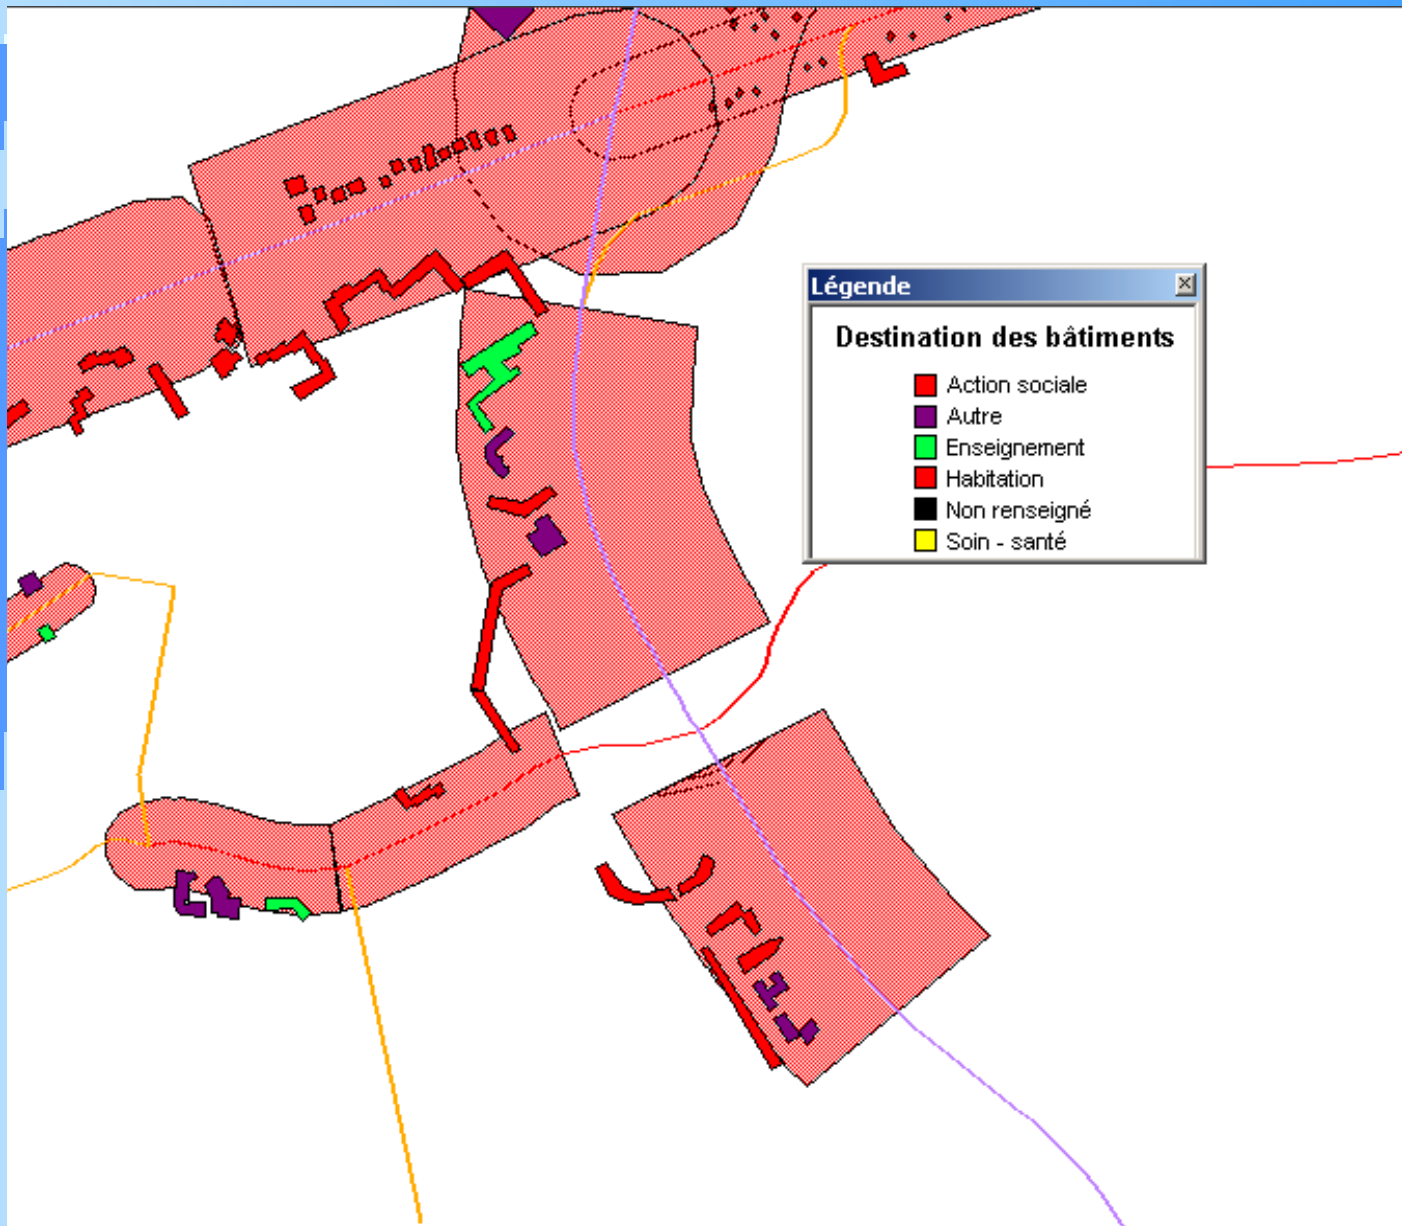 Légende
Destination des bâtiments
Action sociale
Autre
Enseignement
Habitation
Non renseigné
Soin - santé